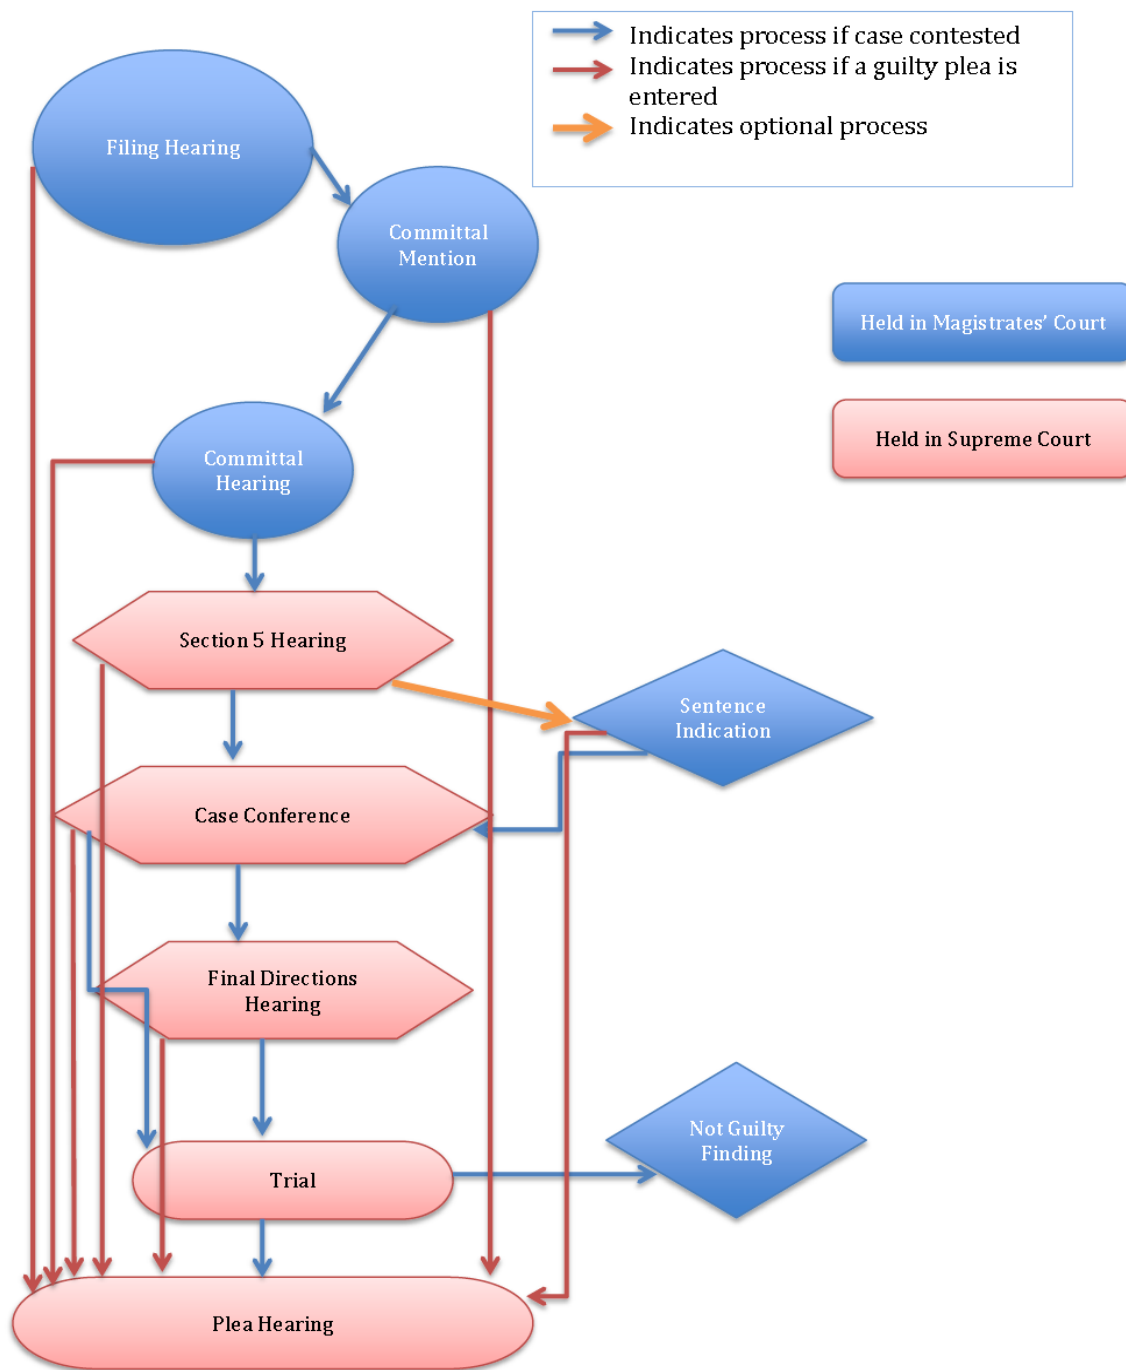 Indicates process if case contested
Indicates process if a guilty plea is
entered
Indicates optional process
Filing Hearing
Committal
Mention
Held in Magistrates' Court
Held in Supreme Court
Committal
Hearing
Section 5 Hearing
Sentence
Indication
Case Conference
Final Directions
Hearing
Not Guilty
Finding
Trial
Plea Hearing